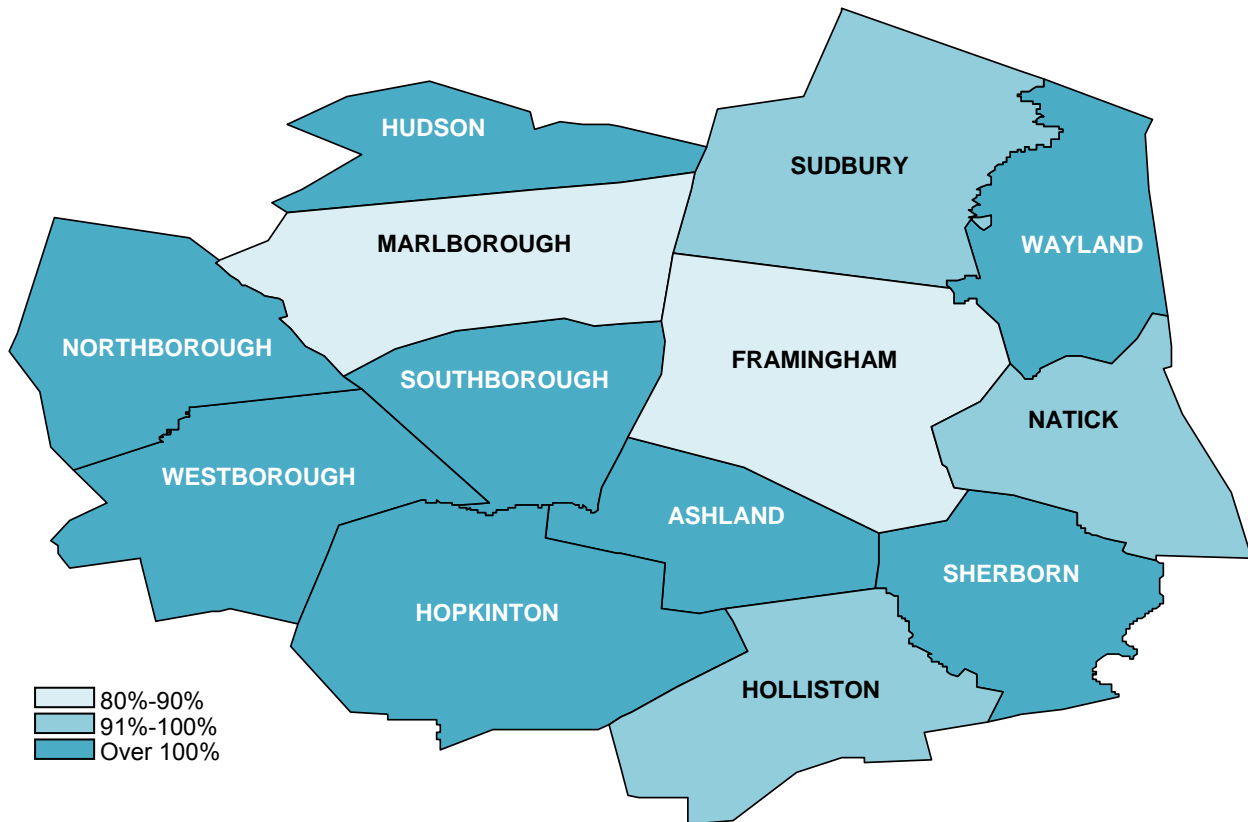 HUDSON
SUDBURY
MARLBOROUGH
WAYLAND
NORTHBOROUGH
FRAMINGHAM
SOUTHBOROUGH
NATICK
WESTBOROUGH
ASHLAND
SHERBORN
HOPKINTON
HOLLISTON
80%-90%
91%-100%
Over 100%